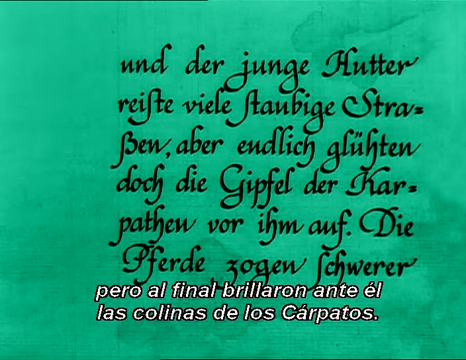 und der junge Hutter
reiſte viele ſtaubige Stra=
ßen, aber endlich glühten
doch die Gipfel der Kar=
pathen vor ihm auf. Die
Pferde zogen ſchwerer
pero al final brillaron ante él
las colinas de los Cárpatos.